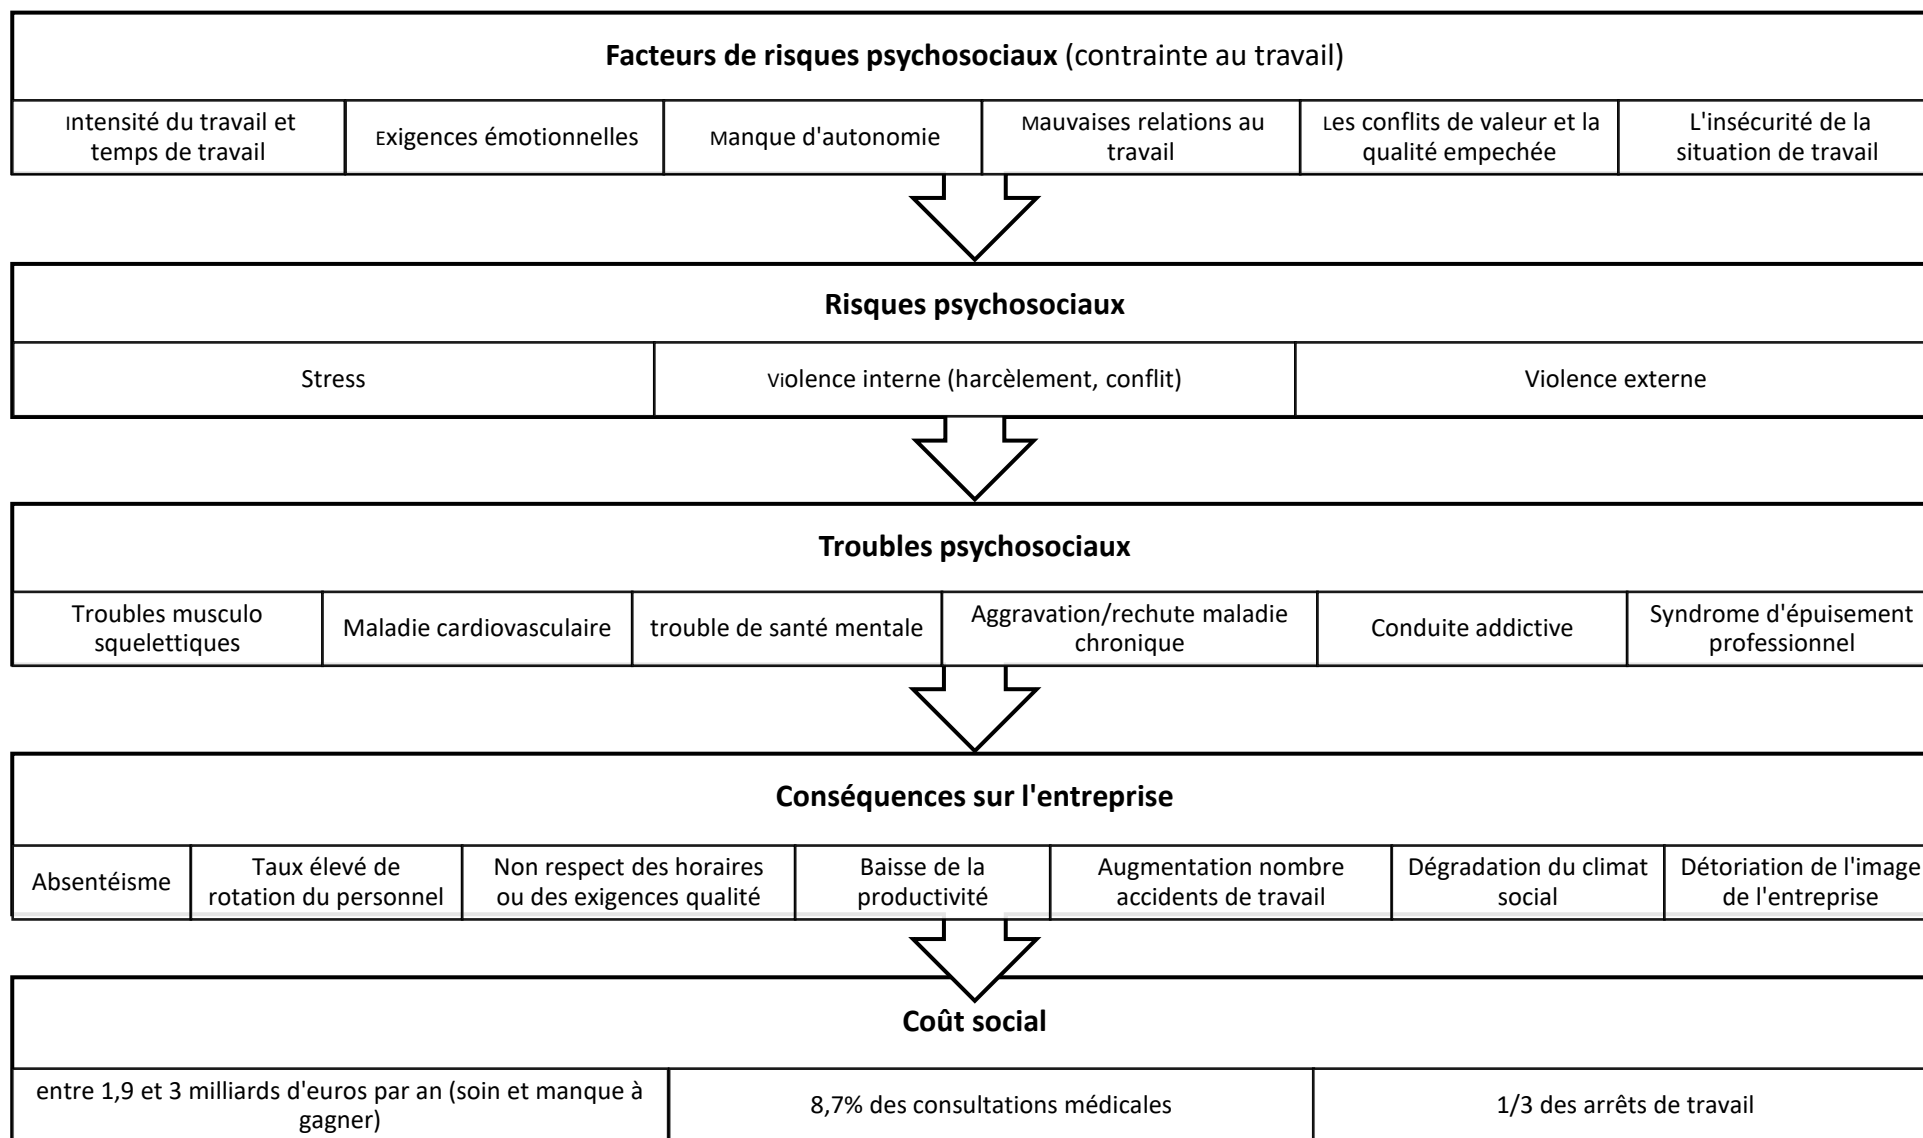 Facteurs de risques psychosociaux (contrainte au travail)
Intensité du travail et
temps de travail
Exigences émotionnelles
Manque d'autonomie
Mauvaises relations au
travail
Les conflits de valeur et la
qualité empechée
L'insécurité de la
situation de travail
Risques psychosociaux
Stress
Violence interne (harcèlement, conflit)
Violence externe
Troubles psychosociaux
Troubles musculo
squelettiques
Maladie cardiovasculaire
trouble de santé mentale
Aggravation/rechute maladie
chronique
Conduite addictive
Syndrome d'épuisement
professionnel
Conséquences sur l'entreprise
Absentéisme
Taux élevé de
rotation du personnel
Non respect des horaires
ou des exigences qualité
Baisse de la
productivité
Augmentation nombre
accidents de travail
Dégradation du climat
social
Détoriation de l'image
de l'entreprise
Coût social
entre 1,9 et 3 milliards d'euros par an (soin et manque à
gagner)
8,7% des consultations médicales
1/3 des arrêts de travail